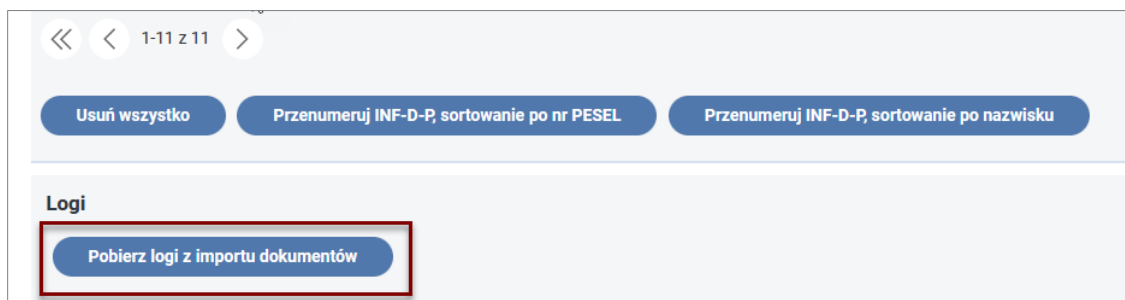 1-11 z 11
Usuń wszystko Przenumeruj INF-D-P, sortowanie po nr PESEL Przenumeruj INF-D-P, sortowanie po nazwisku
Logi
Pobierz logi z importu dokumentów